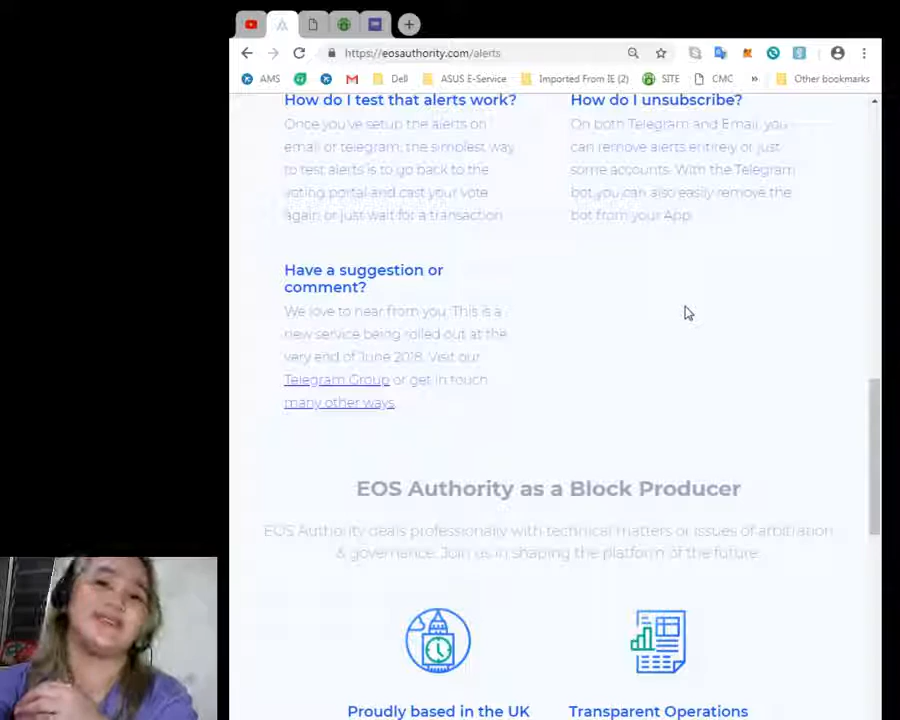 https://eosauthority.com/alerts
AMS
Dell
ASUS E-Service
Imported From IE (2)
SITE
CMC
»
Other bookmarks
How do I test that alerts work?
Once you've setup the alerts on
email or telegram, the simplest way
to test alerts is to go back to the
voting portal and cast your vote
again, or just wait for a transaction.
How do I unsubscribe?
On both Telegram and Email, you
can remove alerts entirely or just
some accounts. With the Telegram
bot you can also easily remove the
bot from your App.
Have a suggestion or
comment?
We love to hear from you. This is a
new service being rolled out at the
very end of June 2018. Visit our
Telegram Group or get in touch
many other ways.
EOS Authority as a Block Producer
EOS Authority deals professionally with technical matters or issues of arbitration
& governance. Join us in shaping the platform of the future.
Proudly based in the UK
Transparent Operations